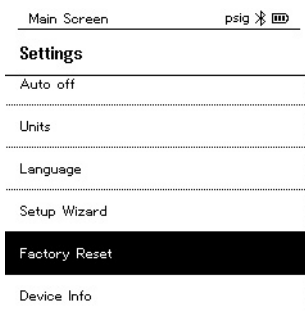 Main Screen psig
Settings
Auto off
Units
Language
Setup Wizard
Factory Reset
Device Info